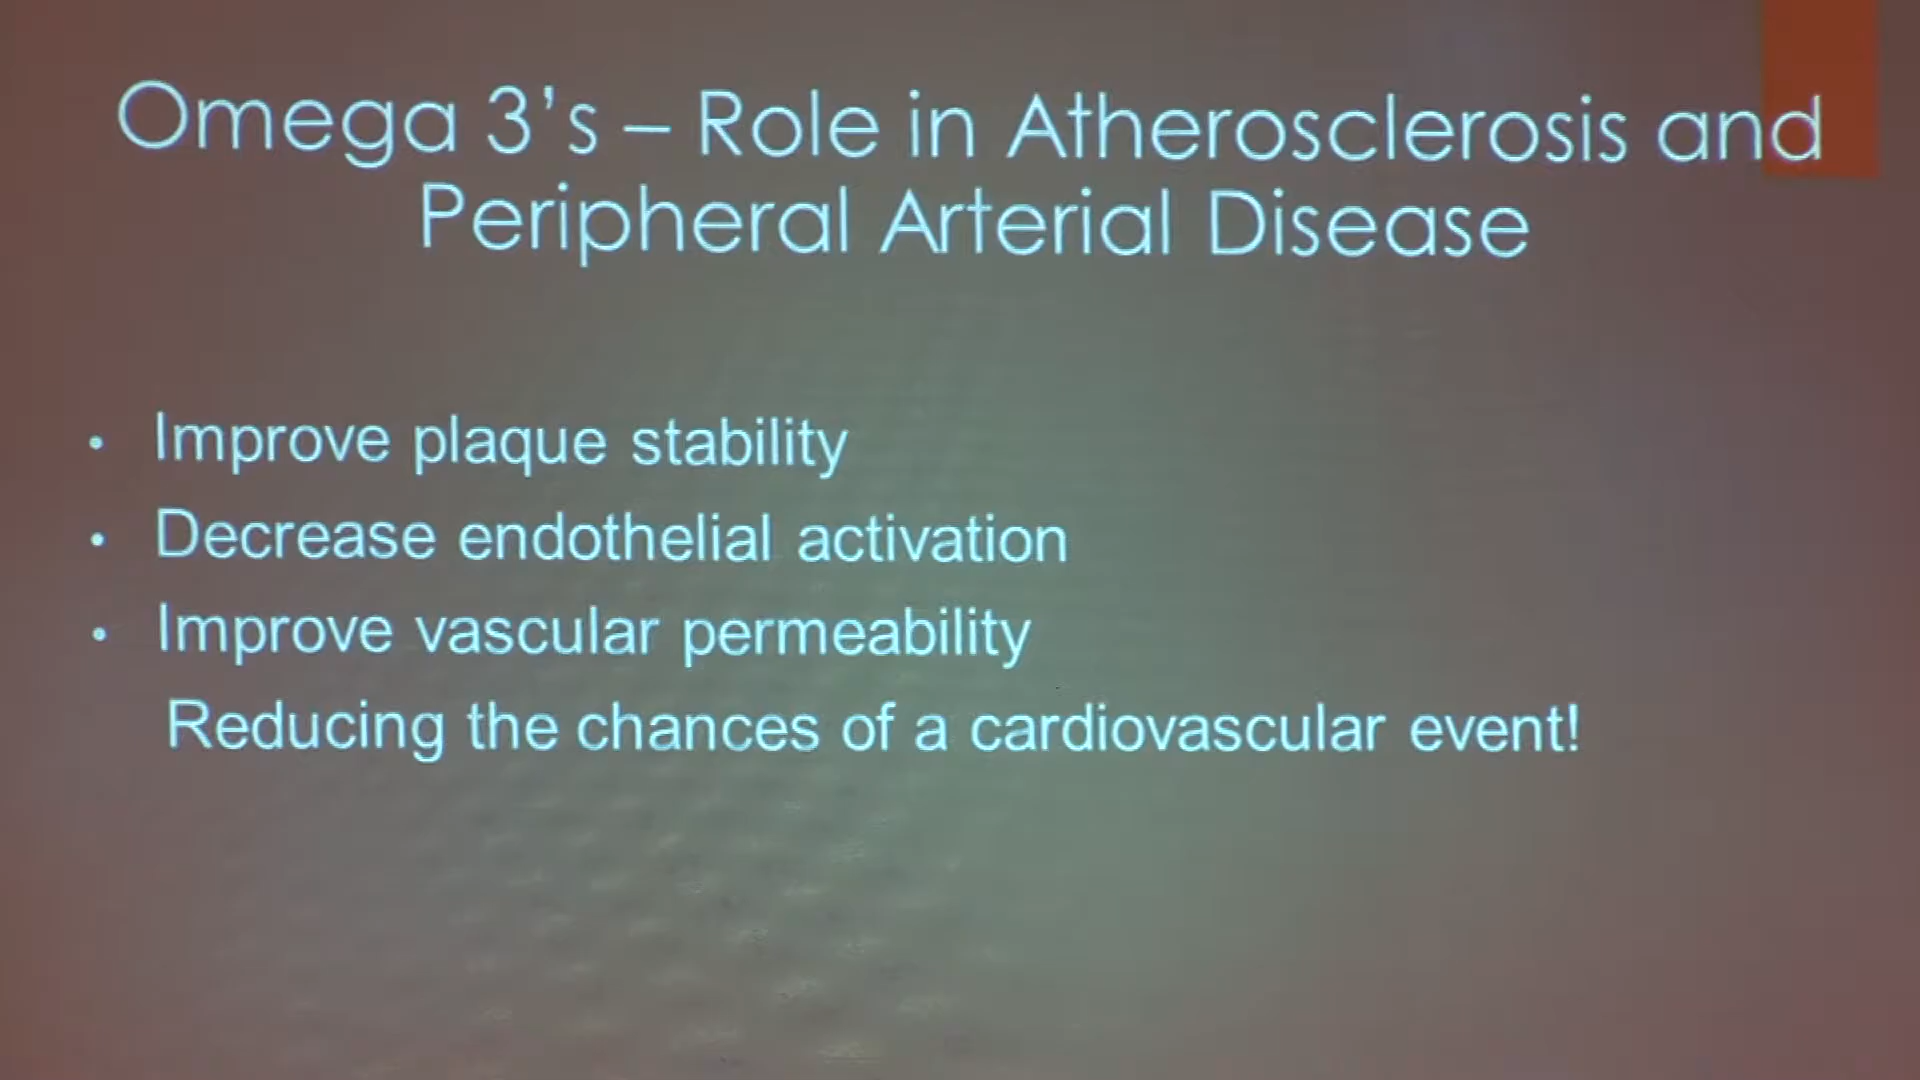 Omega 3's – Role in Atherosclerosis and
Peripheral Arterial Disease
• Improve plaque stability
• Decrease endothelial activation
• Improve vascular permeability
Reducing the chances of a cardiovascular event!